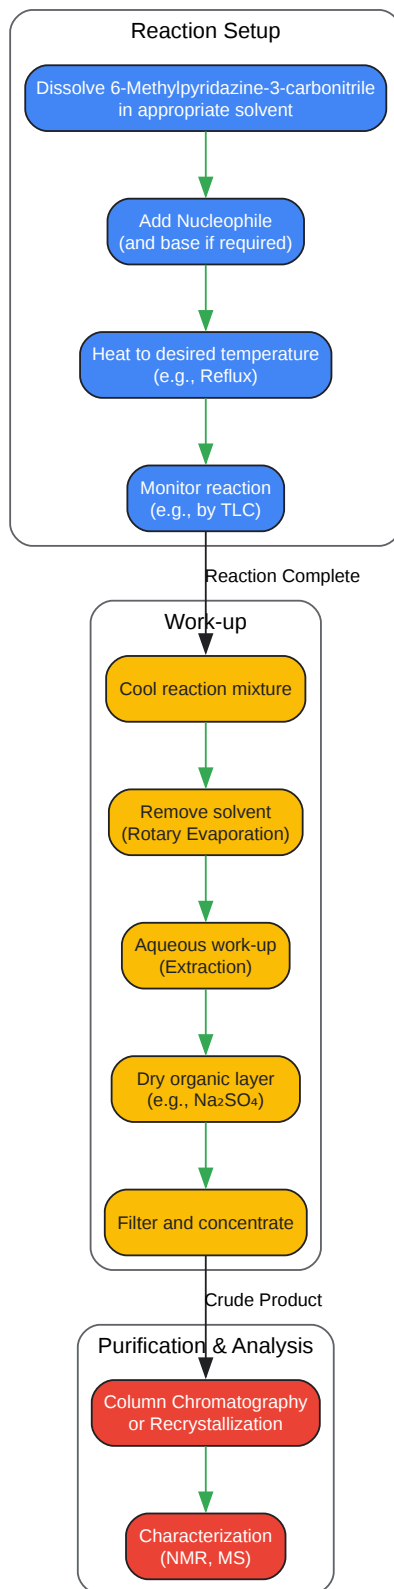 Reaction Setup
Dissolve 6-Methylpyridazine-3-carbonitrile
in appropriate solvent
Add Nucleophile
(and base if required)
Heat to desired temperature
(e.g., Reflux)
Monitor reaction
(e.g., by TLC)
Reaction Complete
Work-up
Cool reaction mixture
Remove solvent
(Rotary Evaporation)
Aqueous work-up
(Extraction)
Dry organic layer
(e.g., Na₂SO₄)
Filter and concentrate
Crude Product
Purification & Analysis
Column Chromatography
or Recrystallization
Characterization
(NMR, MS)